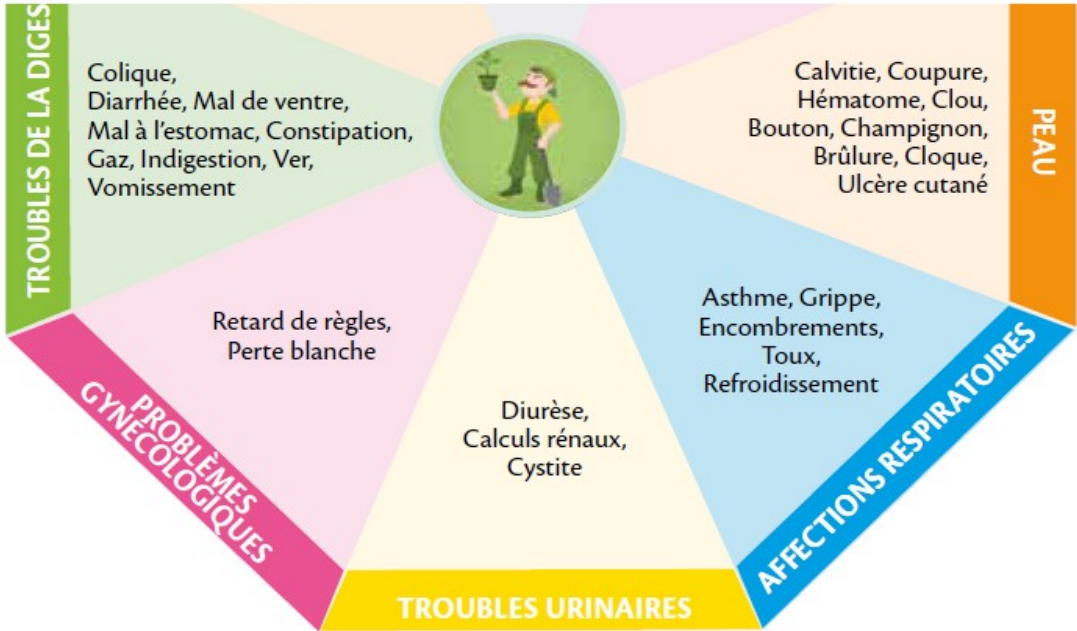 TROUBLES DE LA DIGES
Colique,
Diarrhée, Mal de ventre,
Mal à l'estomac, Constipation,
Gaz, Indigestion, Ver,
Vomissement
Calvitie, Coupure,
Hématome, Clou,
Bouton, Champignon,
Brûlure, Cloque,
Ulcère cutané
PEAU
Retard de règles,
Perte blanche
PROBLÈMES
GYNÉCOLOGIQUES
Diurèse,
Calculs rénaux,
Cystite
TROUBLES URINAIRES
Asthme, Grippe,
Encombrements,
Toux,
Refroidissement
AFFECTIONS RESPIRATOIRES